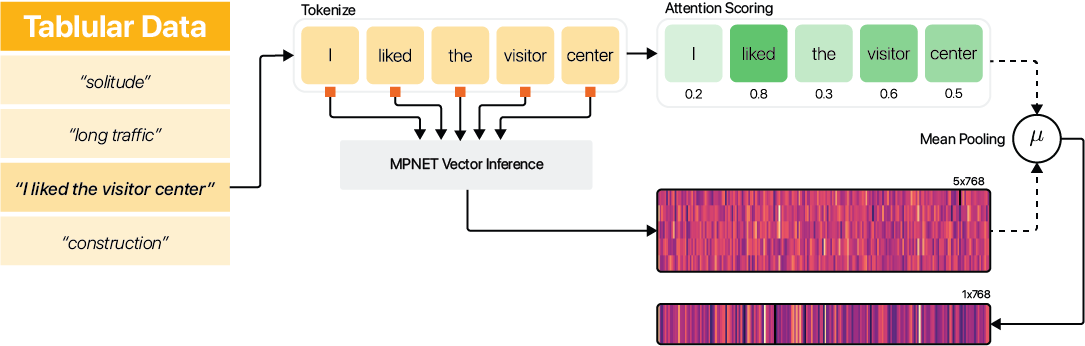 Tablular Data
"solitude"
"long traffic"
"I liked the visitor center"
"construction"
Tokenize
I liked the visitor center
MPNET Vector Inference
Attention Scoring
I liked the visitor center
0.2 0.8 0.3 0.6 0.5
Mean Pooling
μ
5x768
1x768